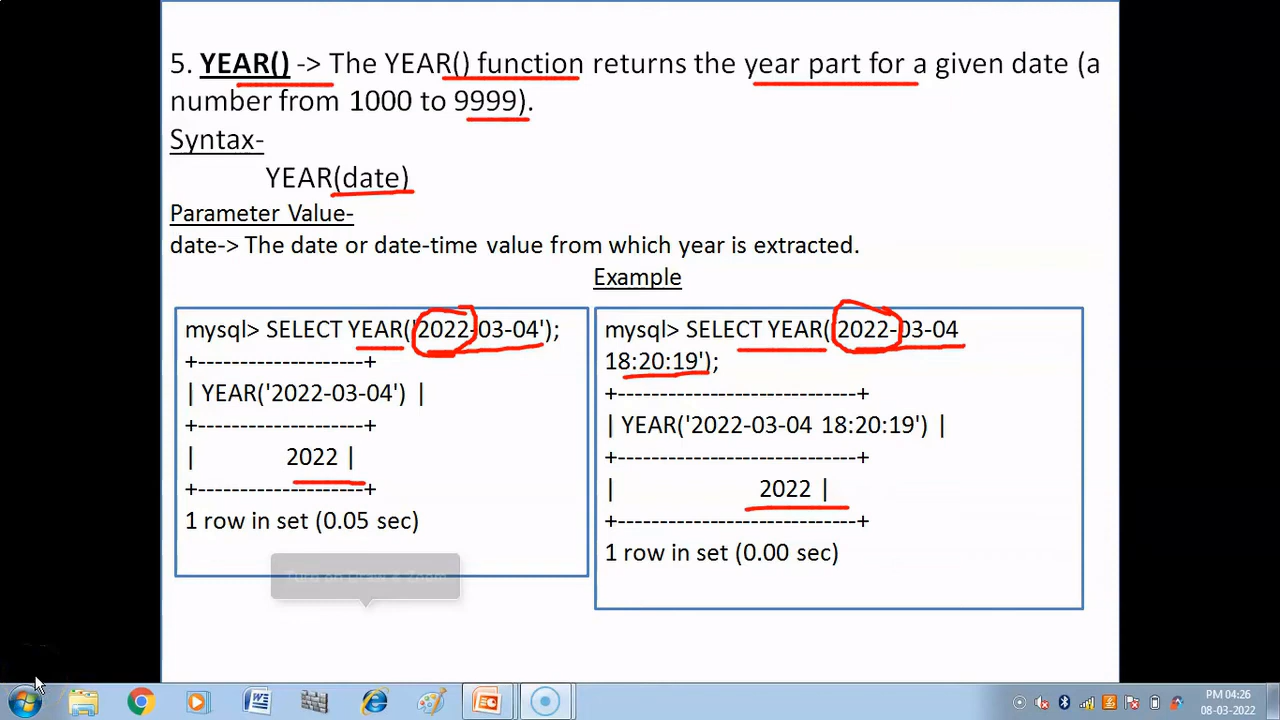 5. YEAR() -> The YEAR() function returns the year part for a given date (a
number from 1000 to 9999).
Syntax-
YEAR(date)
Parameter Value-
date-> The date or date-time value from which year is extracted.
Example
mysql> SELECT YEAR('2022-03-04');
+--------------------+
| YEAR('2022-03-04') |
+--------------------+
| 2022 |
+--------------------+
1 row in set (0.05 sec)
mysql> SELECT YEAR('2022-03-04
18:20:19');
+-----------------------------+
| YEAR('2022-03-04 18:20:19') |
+-----------------------------+
| 2022 |
+-----------------------------+
1 row in set (0.00 sec)
PM 04:26
08-03-2022